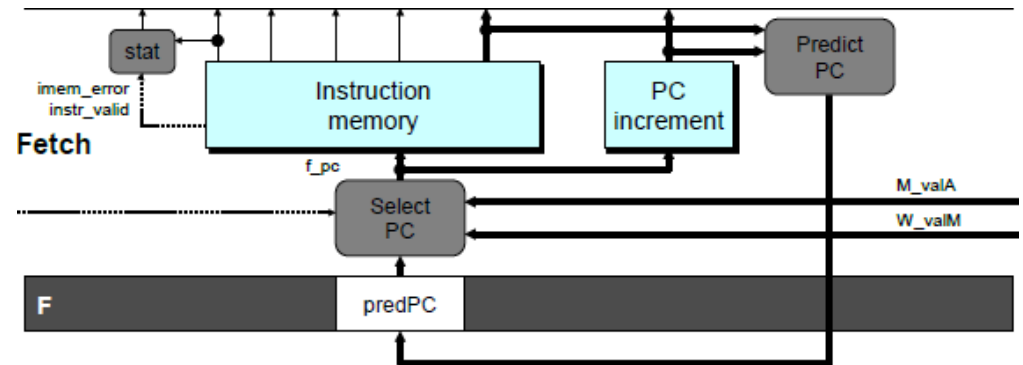 stat
Predict
PC
imem_error
instr_valid
Instruction
memory
PC
increment
Fetch
f_pc
M_valA
Select
PC
W_valM
F
predPC